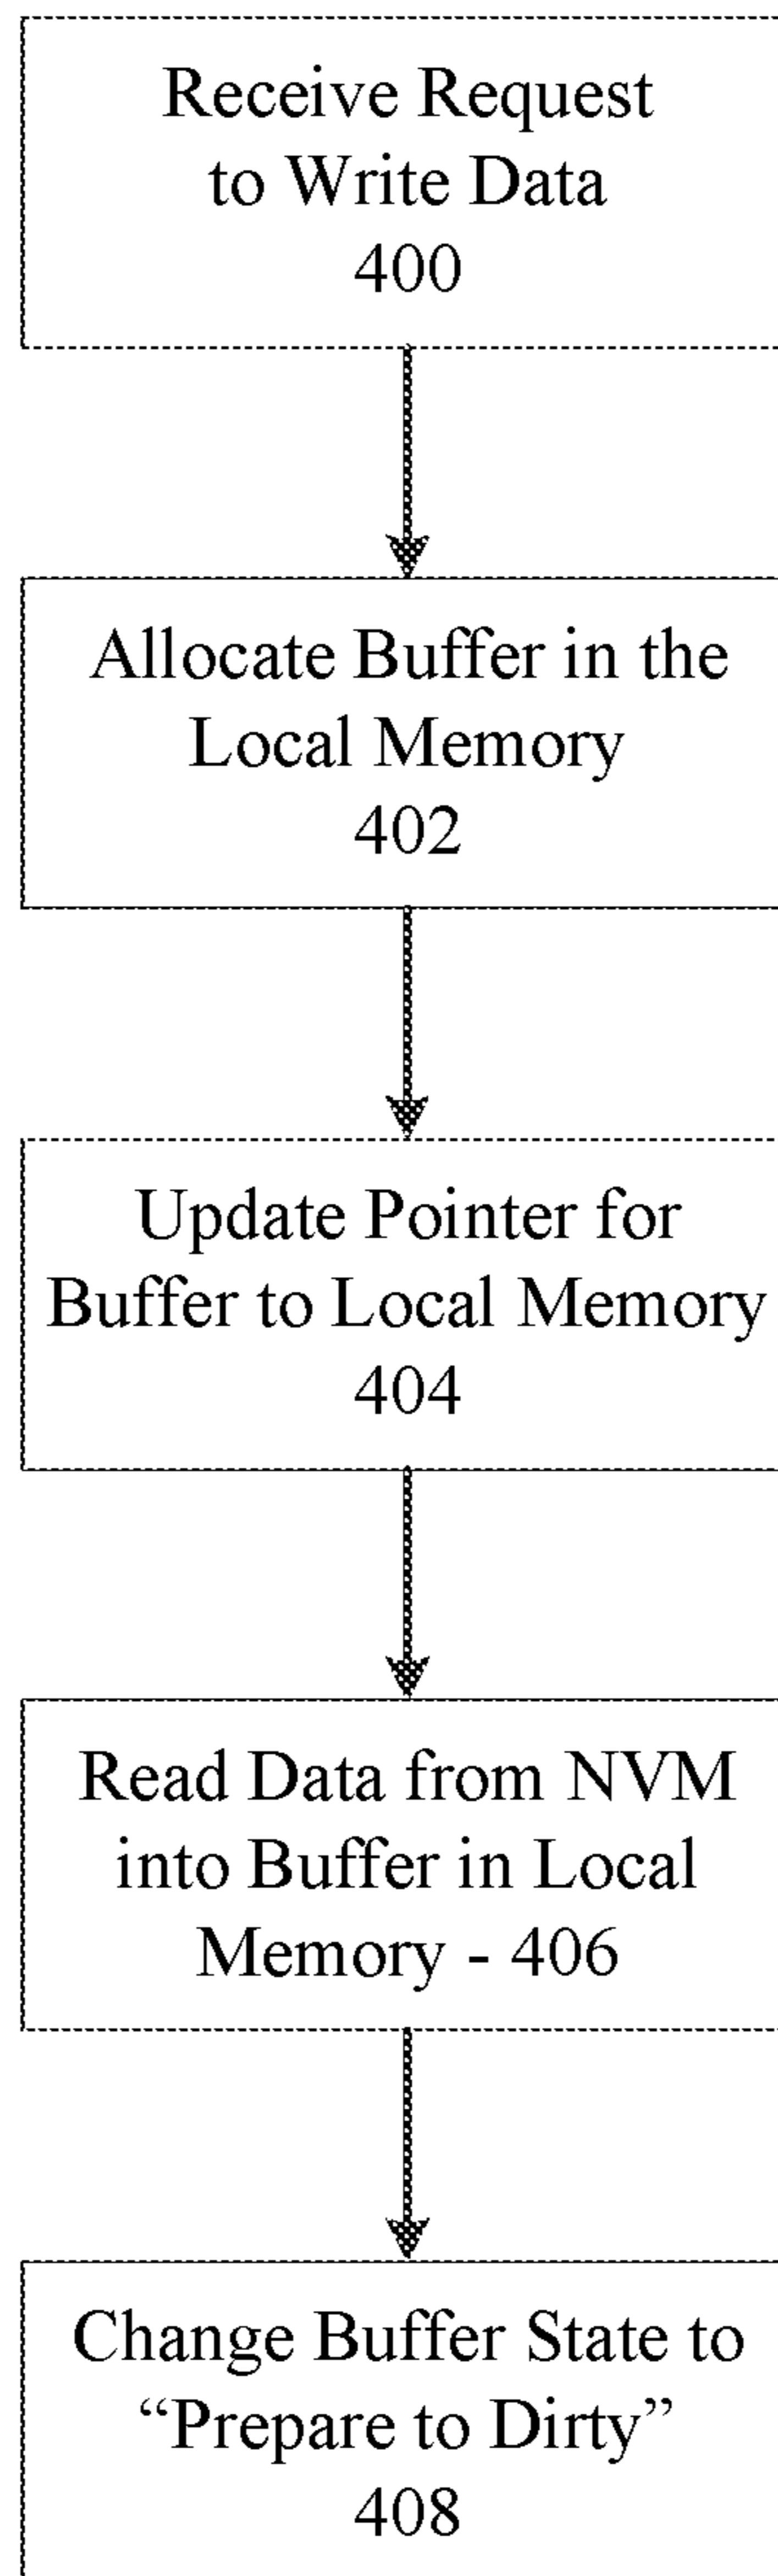 Receive Request
to Write Data
400
Allocate Buffer in the
Local Memory
402
Update Pointer for
Buffer to Local Memory
404
Read Data from NVM
into Buffer in Local
Memory - 406
Change Buffer State to
“Prepare to Dirty”
408